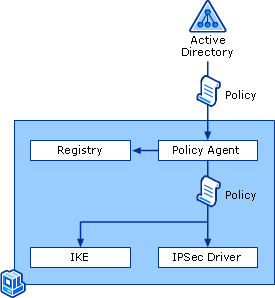 Active
Directory
Policy
Registry
Policy Agent
Policy
IKE
IPSec Driver